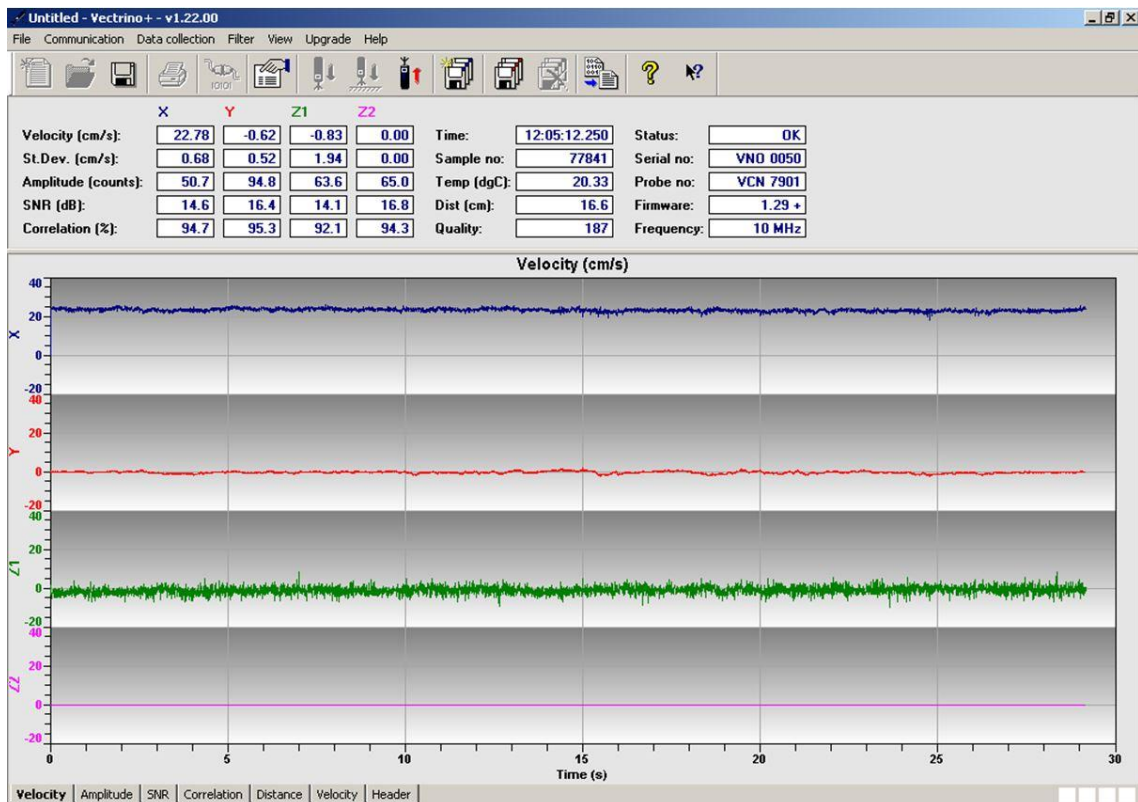 Untitled - Vectrino+ - v1.22.00
File Communication Data collection Filter View Upgrade Help
X Y Z1 Z2
Velocity (cm/s): 22.78 -0.62 -0.83 0.00 Time: 12:05:12.250 Status: OK
St.Dev. (cm/s): 0.68 0.52 1.94 0.00 Sample no: 77841 Serial no: VNO 0050
Amplitude (counts): 50.7 94.8 63.6 65.0 Temp (dgC): 20.33 Probe no: VCN 7901
SNR (dB): 14.6 16.4 14.1 16.8 Dist (cm): 16.6 Firmware: 1.29 +
Correlation (%): 94.7 95.3 92.1 94.3 Quality: 187 Frequency: 10 MHz
Velocity (cm/s)
40
20
X
0
-20
40
20
Y
0
-20
40
20
Z1
0
-20
40
20
Z2
0
-20
0 5 10 15 20 25 30
Time (s)
Velocity Amplitude SNR Correlation Distance Velocity Header